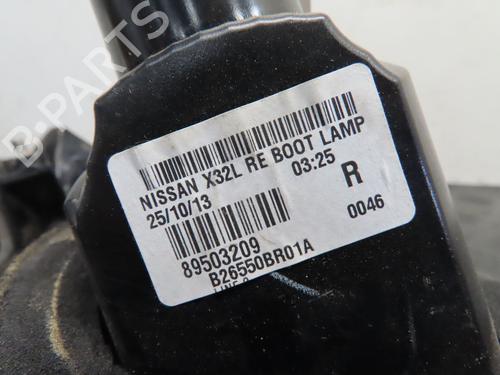 NISSAN X32L RE BOOT LAMP
25/10/13
03:25
R
89503209
0046
B26550BR01A
B-PARTS